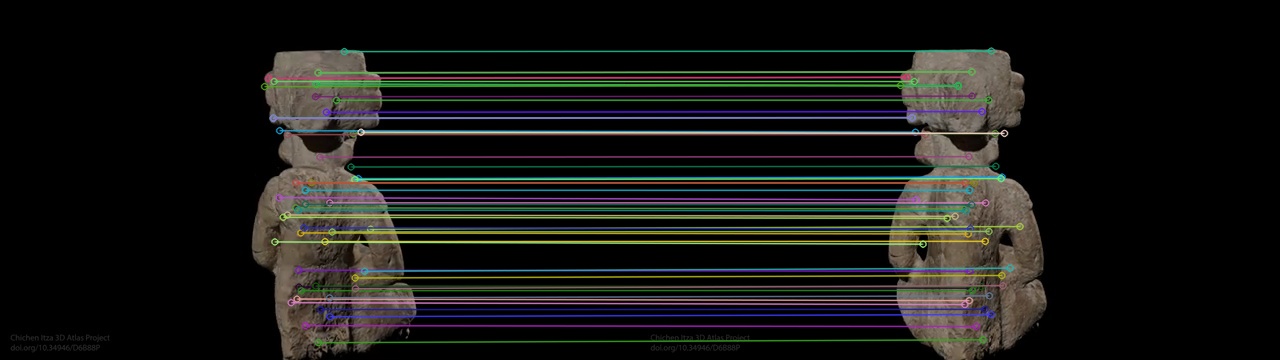 Chichen Itza 3D Atlas Project
doi.org/10.34946/D6B88P
Chichen Itza 3D Atlas Project
doi.org/10.34946/D6B88P